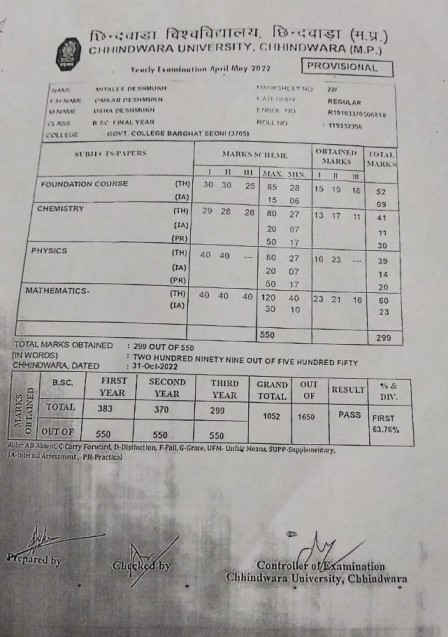 छिन्दवाड़ा विश्वविद्यालय, छिन्दवाड़ा (म.प्र.)
CHHINDWARA UNIVERSITY, CHHINDWARA (M.P.)
Yearly Examination April May 2022
PROVISIONAL
NAME MITALEE DESHMUKH MARKSHEET NO 227
F.H NAME OMKAR DESHMUKH CATEGORY REGULAR
M NAME USHA DESHMUKH ENROL NO
CLASS B SC FINAL YEAR ROLL NO 119332356
COLLEGE GOVT. COLLEGE BARGHAT SEONI (3705)
SUBJECTS/PAPERS MARKS SCHEME OBTAINED MARKS TOTAL MARKS
I II III MAX. MIN. I II III
FOUNDATION COURSE (TH) 30 30 25 85 28 15 19 18 52
(IA) 15 06 09
CHEMISTRY (TH) 29 28 28 80 27 13 17 11 41
(IA) 20 07 11
(PR) 50 17 30
PHYSICS (TH) 40 40 --- 80 27 16 23 --- 39
(IA) 20 07 14
(PR) 50 17 20
MATHEMATICS- (TH) 40 40 40 120 40 23 21 16 60
(IA) 30 10 23
550 299
TOTAL MARKS OBTAINED : 299 OUT OF 550
(IN WORDS) : TWO HUNDRED NINETY NINE OUT OF FIVE HUNDRED FIFTY
CHHINDWARA, DATED : 31-Oct-2022
MARKS OBTAINED B.SC. FIRST YEAR SECOND YEAR THIRD YEAR GRAND TOTAL OUT OF RESULT % & DIV.
TOTAL 383 370 299 1052 1650 PASS FIRST 63.76%
OUT OF 550 550 550
Abbr AB-Absent, C-Carry Forward, D-Distinction, F-Fail, G-Grace, UFM- Unfair Means, SUPP-Supplementary,
IA-Internal Assessment, PR-Practical
Prepared by Checked by Controller of Examination
Chhindwara University, Chhindwara